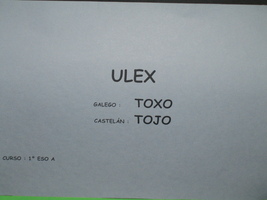 ULEX
GALEGO : TOXO
CASTELÁN : TOJO
CURSO : 1º ESO A